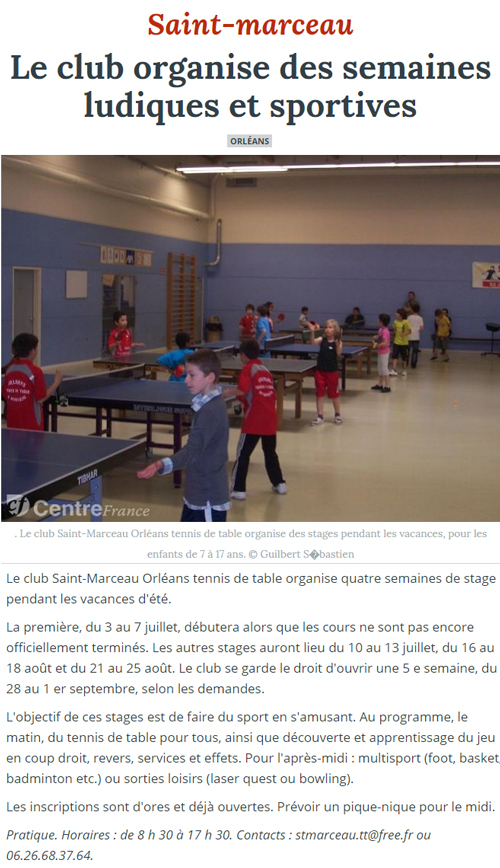 Saint-marceau
Le club organise des semaines
ludiques et sportives
ORLÉANS
TIBHAR
CentreFrance
. Le club Saint-Marceau Orléans tennis de table organise des stages pendant les vacances, pour les
enfants de 7 à 17 ans. © Guilbert S�bastien
Le club Saint-Marceau Orléans tennis de table organise quatre semaines de stage
pendant les vacances d'été.
La première, du 3 au 7 juillet, débutera alors que les cours ne sont pas encore
officiellement terminés. Les autres stages auront lieu du 10 au 13 juillet, du 16 au
18 août et du 21 au 25 août. Le club se garde le droit d'ouvrir une 5 e semaine, du
28 au 1 er septembre, selon les demandes.
L'objectif de ces stages est de faire du sport en s'amusant. Au programme, le
matin, du tennis de table pour tous, ainsi que découverte et apprentissage du jeu
en coup droit, revers, services et effets. Pour l'après-midi : multisport (foot, basket,
badminton etc.) ou sorties loisirs (laser quest ou bowling).
Les inscriptions sont d'ores et déjà ouvertes. Prévoir un pique-nique pour le midi.
Pratique. Horaires : de 8 h 30 à 17 h 30. Contacts : stmarceau.tt@free.fr ou
06.26.68.37.64.